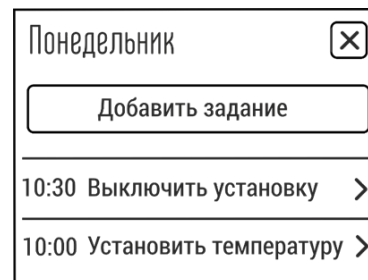 Понедельник
Добавить задание
10:30 Выключить установку
10:00 Установить температуру